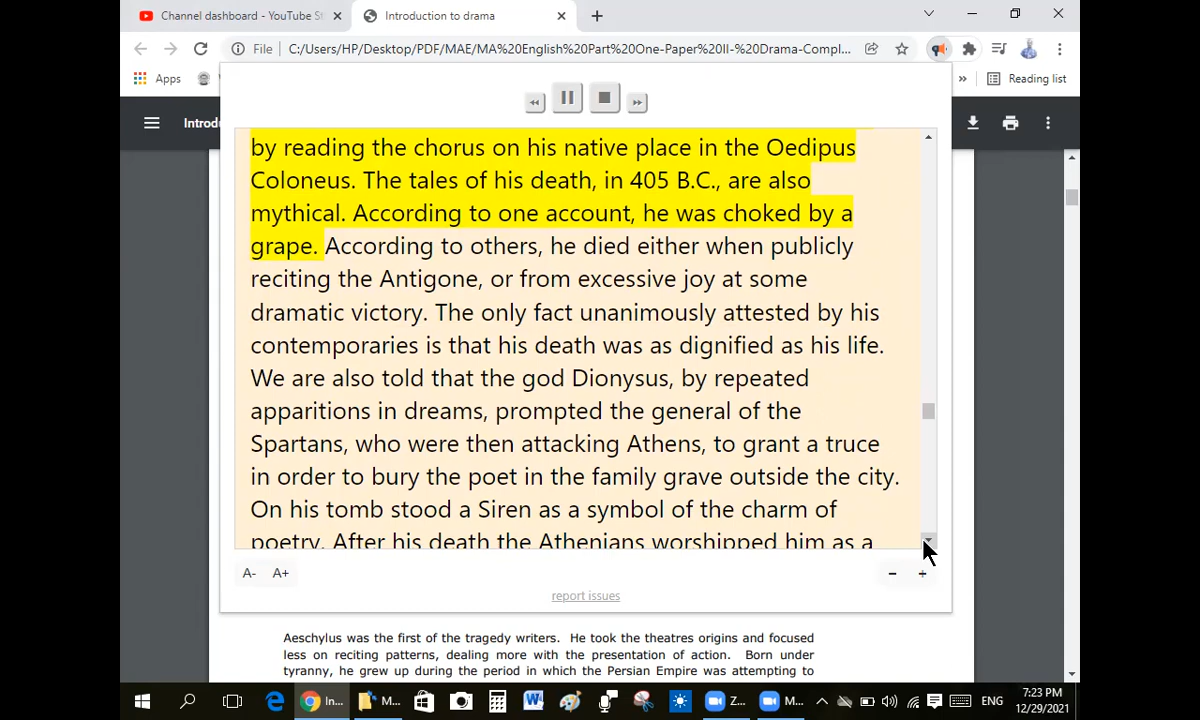 Channel dashboard - YouTube St
Introduction to drama
File
C:/Users/HP/Desktop/PDF/MAE/MA%20English%20Part%20One-Paper%20II-%20Drama-Compl...
Apps
»
Reading list
Introdu
by reading the chorus on his native place in the Oedipus
Coloneus. The tales of his death, in 405 B.C., are also
mythical. According to one account, he was choked by a
grape. According to others, he died either when publicly
reciting the Antigone, or from excessive joy at some
dramatic victory. The only fact unanimously attested by his
contemporaries is that his death was as dignified as his life.
We are also told that the god Dionysus, by repeated
apparitions in dreams, prompted the general of the
Spartans, who were then attacking Athens, to grant a truce
in order to bury the poet in the family grave outside the city.
On his tomb stood a Siren as a symbol of the charm of
poetry. After his death the Athenians worshipped him as a
A- A+
− +
report issues
Aeschylus was the first of the tragedy writers. He took the theatres origins and focused
less on reciting patterns, dealing more with the presentation of action. Born under
tyranny, he grew up during the period in which the Persian Empire was attempting to
In...
M...
Z...
M...
ENG
7:23 PM
12/29/2021